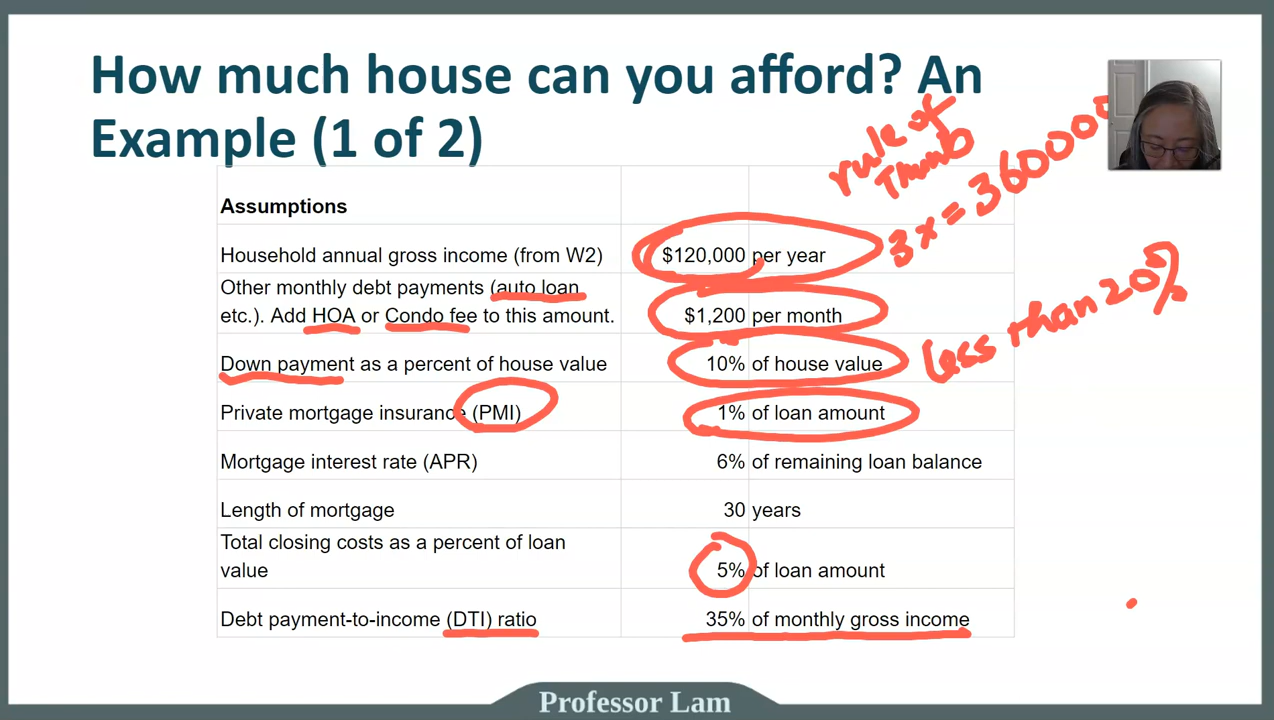 How much house can you afford? An
Example (1 of 2)
rule of
Thumb
3x = 360000
Assumptions
Household annual gross income (from W2) $120,000 per year
Other monthly debt payments (auto loan
etc.). Add HOA or Condo fee to this amount. $1,200 per month
Down payment as a percent of house value 10% of house value
less than 20%
Private mortgage insurance (PMI) 1% of loan amount
Mortgage interest rate (APR) 6% of remaining loan balance
Length of mortgage 30 years
Total closing costs as a percent of loan
value 5% of loan amount
Debt payment-to-income (DTI) ratio 35% of monthly gross income
Professor Lam